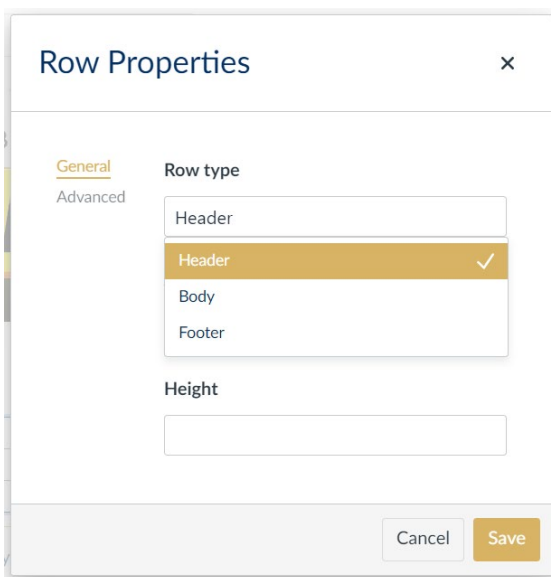 Row Properties
General
Advanced
Row type
Header
Header
Body
Footer
Height
Cancel
Save